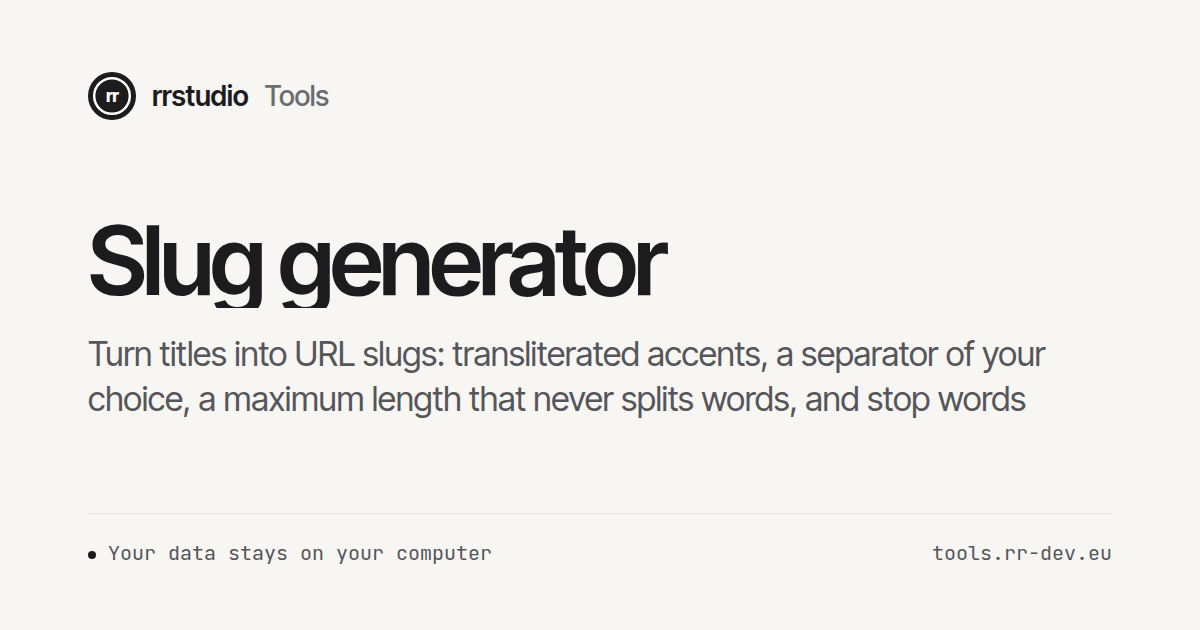 rr rrstudio Tools
Slug generator
Turn titles into URL slugs: transliterated accents, a separator of your
choice, a maximum length that never splits words, and stop words
Your data stays on your computer
tools.rr-dev.eu